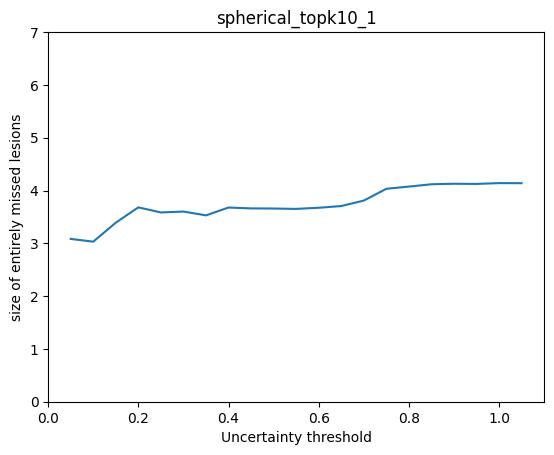 spherical_topk10_1
size of entirely missed lesions
7
6
5
4
3
2
1
0
0.0 0.2 0.4 0.6 0.8 1.0
Uncertainty threshold